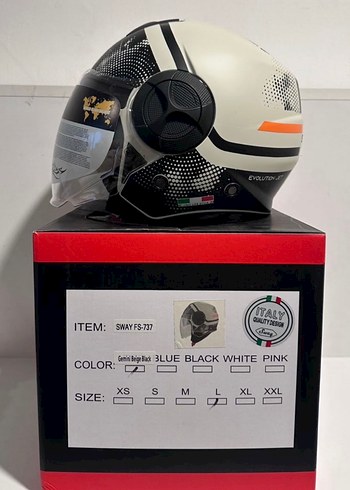 EVOLUTION JET
ITEM: SWAY FS-737
ITALY
QUALITY DESIGN
Sway
COLOR: Gemini Beige Black BLUE BLACK WHITE PINK
SIZE: XS S M L XL XXL